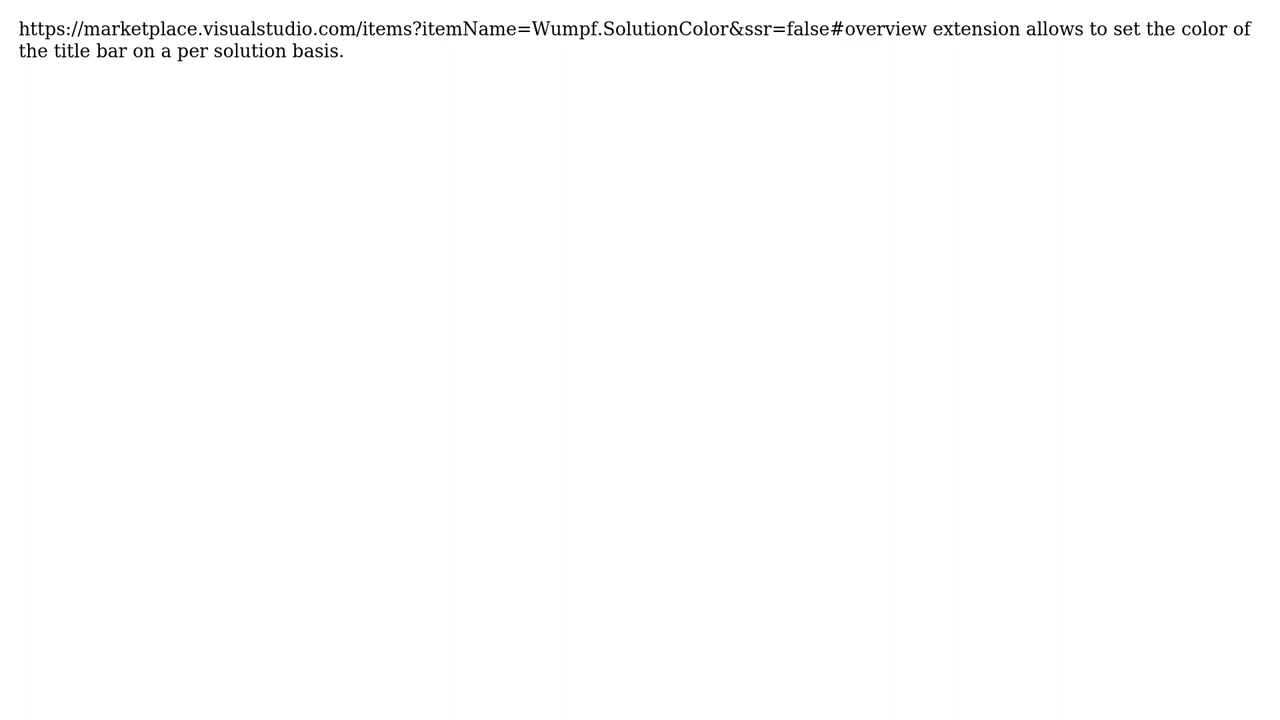 https://marketplace.visualstudio.com/items?itemName=Wumpf.SolutionColor&ssr=false#overview extension allows to set the color of
the title bar on a per solution basis.